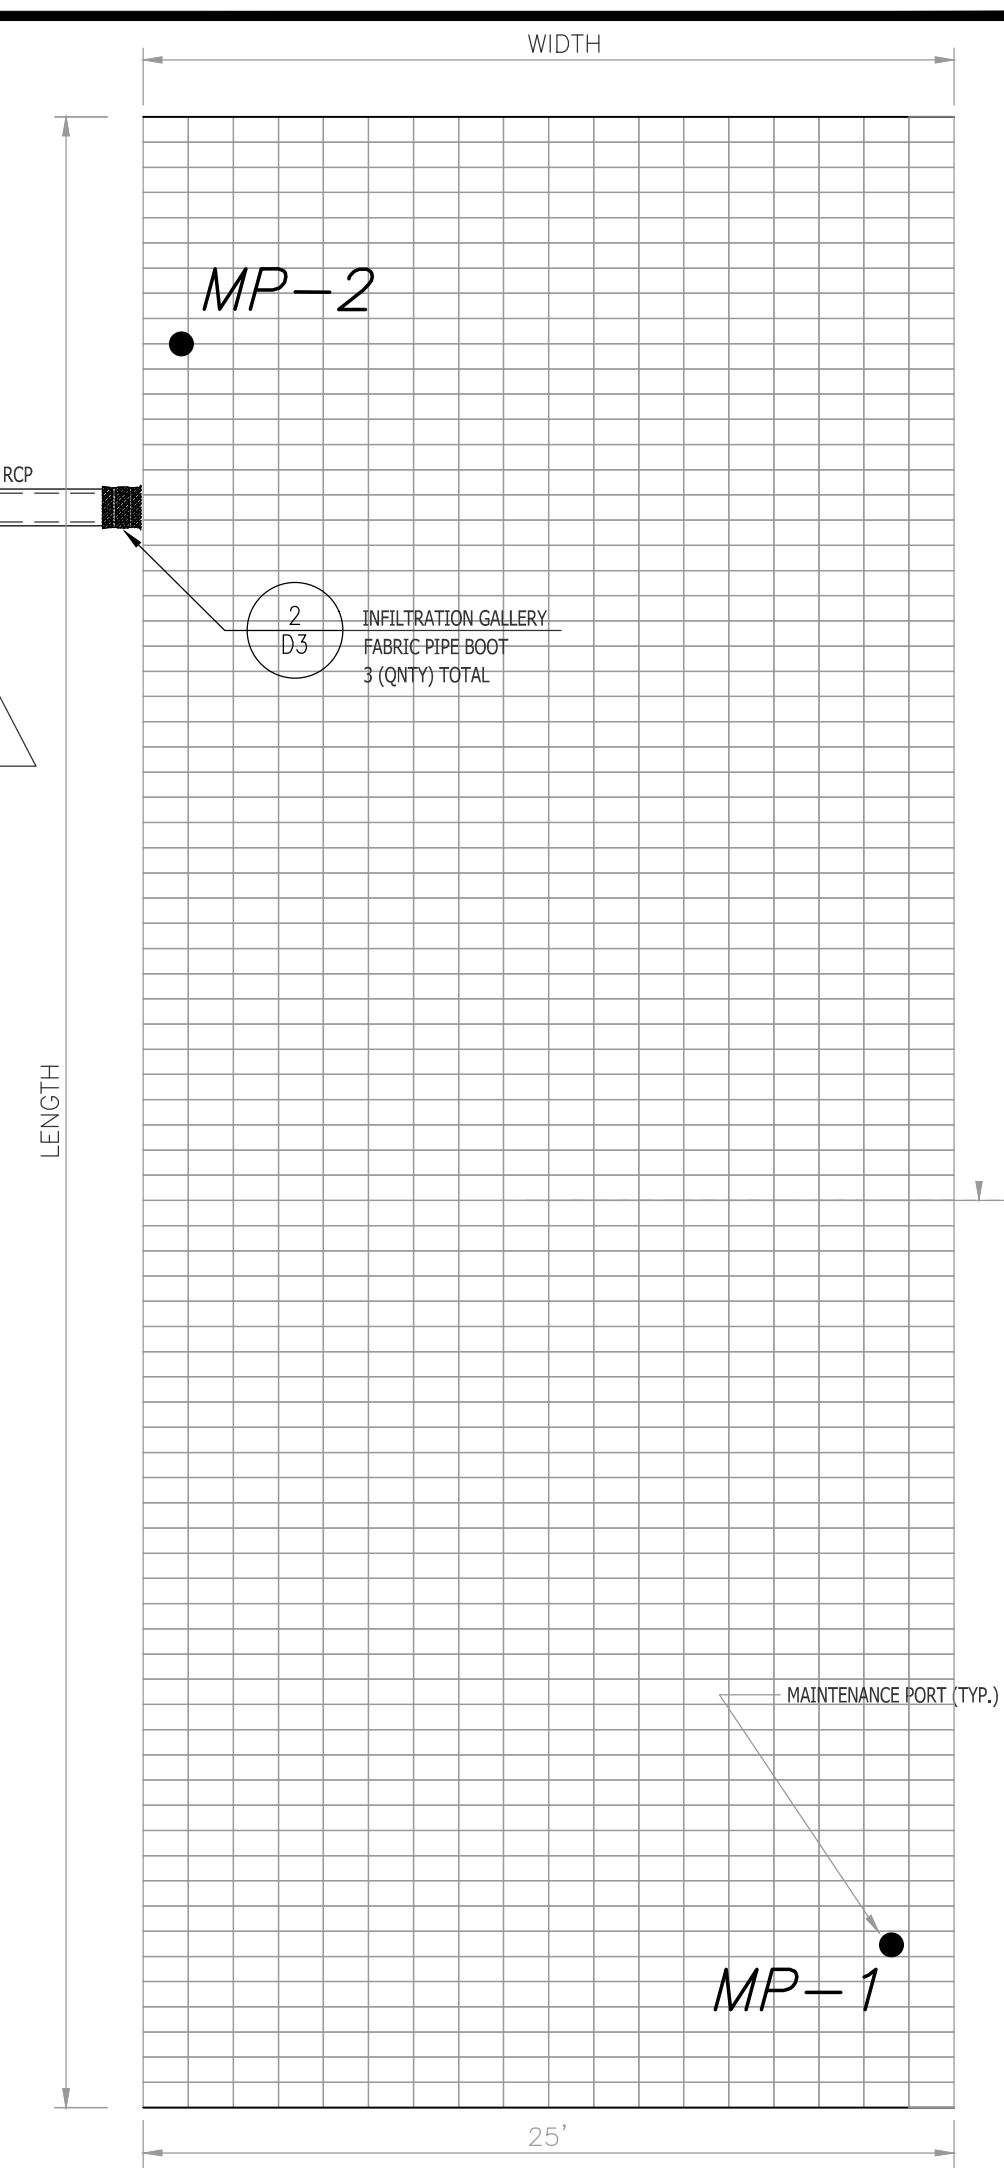 WIDTH
MP-2
RCP
2
D3
INFILTRATION GALLERY
FABRIC PIPE BOOT
3 (QNTY) TOTAL
LENGTH
MAINTENANCE PORT (TYP.)
MP-1
25'